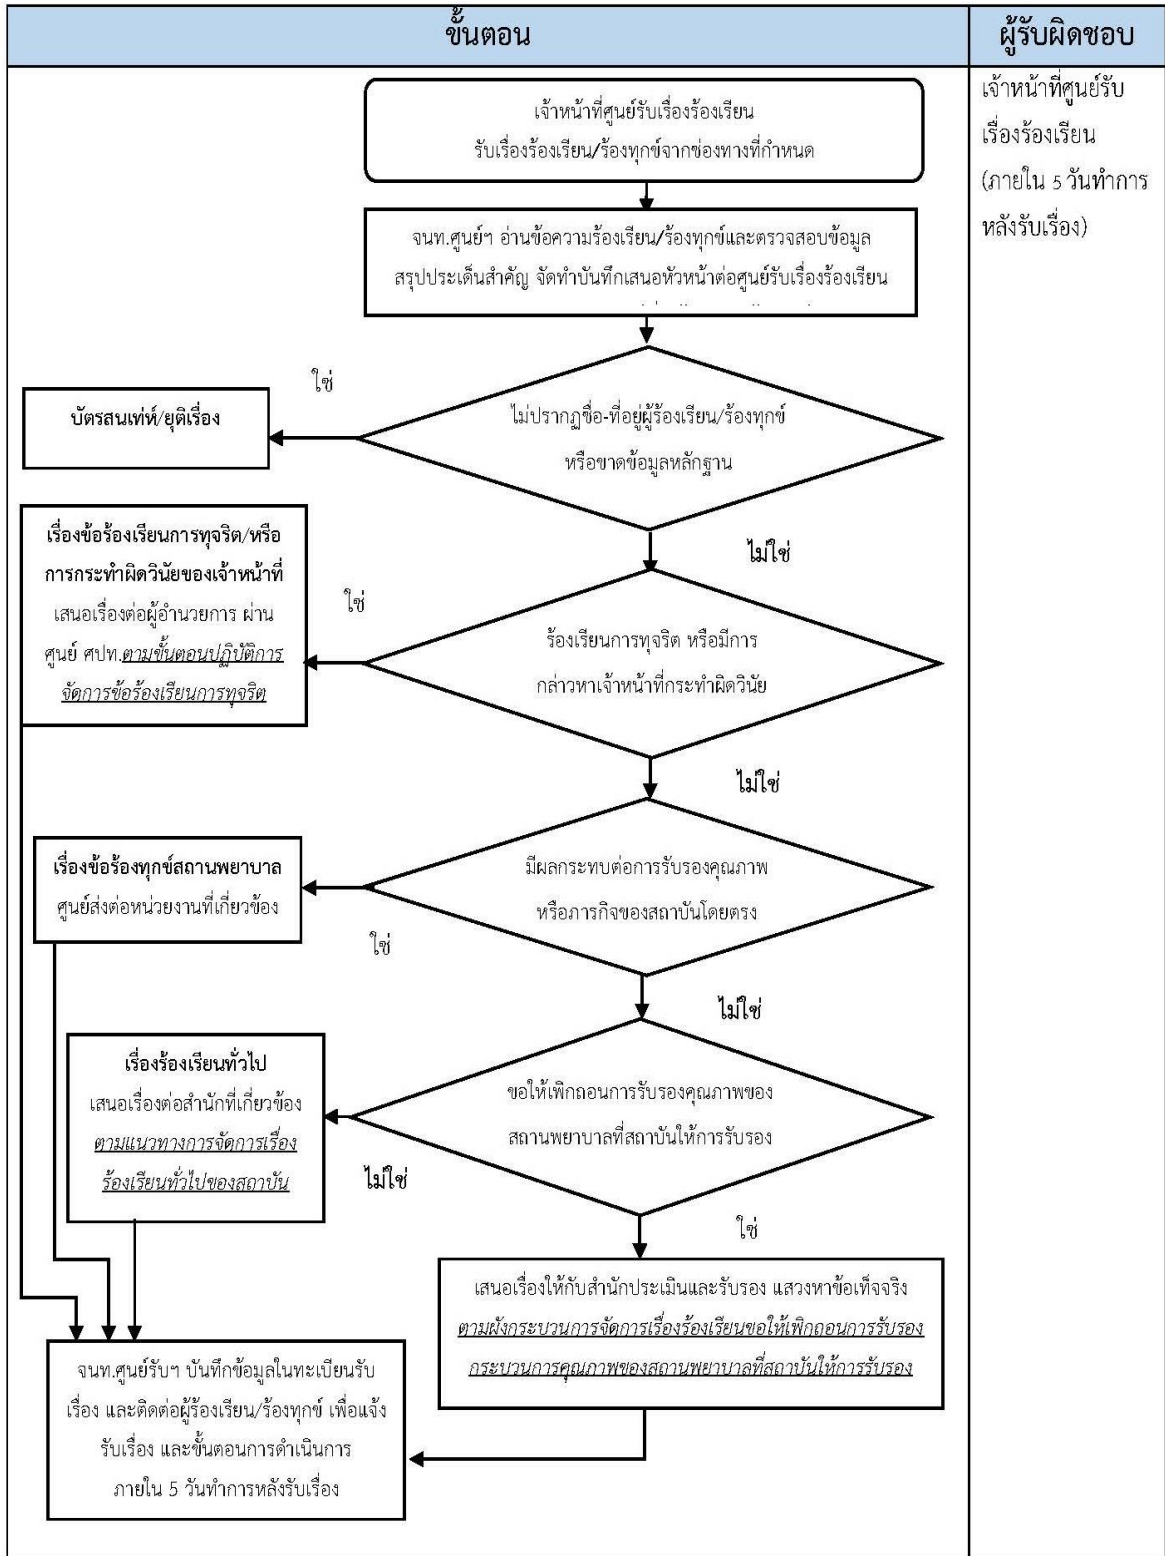 ขั้นตอน
ผู้รับผิดชอบ
เจ้าหน้าที่ศูนย์รับเรื่องร้องเรียน
รับเรื่องร้องเรียน/ร้องทุกข์จากช่องทางที่กำหนด
เจ้าหน้าที่ศูนย์รับ
เรื่องร้องเรียน
(ภายใน 5 วันทำการ
หลังรับเรื่อง)
จนท.ศูนย์ฯ อ่านข้อความร้องเรียน/ร้องทุกข์และตรวจสอบข้อมูล
สรุปประเด็นสำคัญ จัดทำบันทึกเสนอหัวหน้าต่อศูนย์รับเรื่องร้องเรียน
ใช่
บัตรสนเท่ห์/ยุติเรื่อง
ไม่ปรากฏชื่อ-ที่อยู่ผู้ร้องเรียน/ร้องทุกข์
หรือขาดข้อมูลหลักฐาน
ไม่ใช่
เรื่องข้อร้องเรียนการทุจริต/หรือ
การกระทำผิดวินัยของเจ้าหน้าที่
เสนอเรื่องต่อผู้อำนวยการ ผ่าน
ศูนย์ ศปท.ตามขั้นตอนปฏิบัติการ
จัดการข้อร้องเรียนการทุจริต
ใช่
ร้องเรียนการทุจริต หรือมีการ
กล่าวหาเจ้าหน้าที่กระทำผิดวินัย
ไม่ใช่
เรื่องข้อร้องทุกข์สถานพยาบาล
ศูนย์ส่งต่อหน่วยงานที่เกี่ยวข้อง
มีผลกระทบต่อการรับรองคุณภาพ
หรือภารกิจของสถาบันโดยตรง
ใช่
ไม่ใช่
เรื่องร้องเรียนทั่วไป
เสนอเรื่องต่อสำนักที่เกี่ยวข้อง
ตามแนวทางการจัดการเรื่อง
ร้องเรียนทั่วไปของสถาบัน
ขอให้เพิกถอนการรับรองคุณภาพของ
สถานพยาบาลที่สถาบันให้การรับรอง
ไม่ใช่
ใช่
เสนอเรื่องให้กับสำนักประเมินและรับรอง แสวงหาข้อเท็จจริง
ตามผังกระบวนการจัดการเรื่องร้องเรียนขอให้เพิกถอนการรับรอง
กระบวนการคุณภาพของสถานพยาบาลที่สถาบันให้การรับรอง
จนท.ศูนย์รับฯ บันทึกข้อมูลในทะเบียนรับ
เรื่อง และติดต่อผู้ร้องเรียน/ร้องทุกข์ เพื่อแจ้ง
รับเรื่อง และขั้นตอนการดำเนินการ
ภายใน 5 วันทำการหลังรับเรื่อง